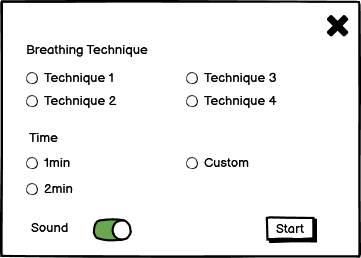 Breathing Technique
Technique 1
Technique 3
Technique 2
Technique 4
Time
1min
Custom
2min
Sound
Start